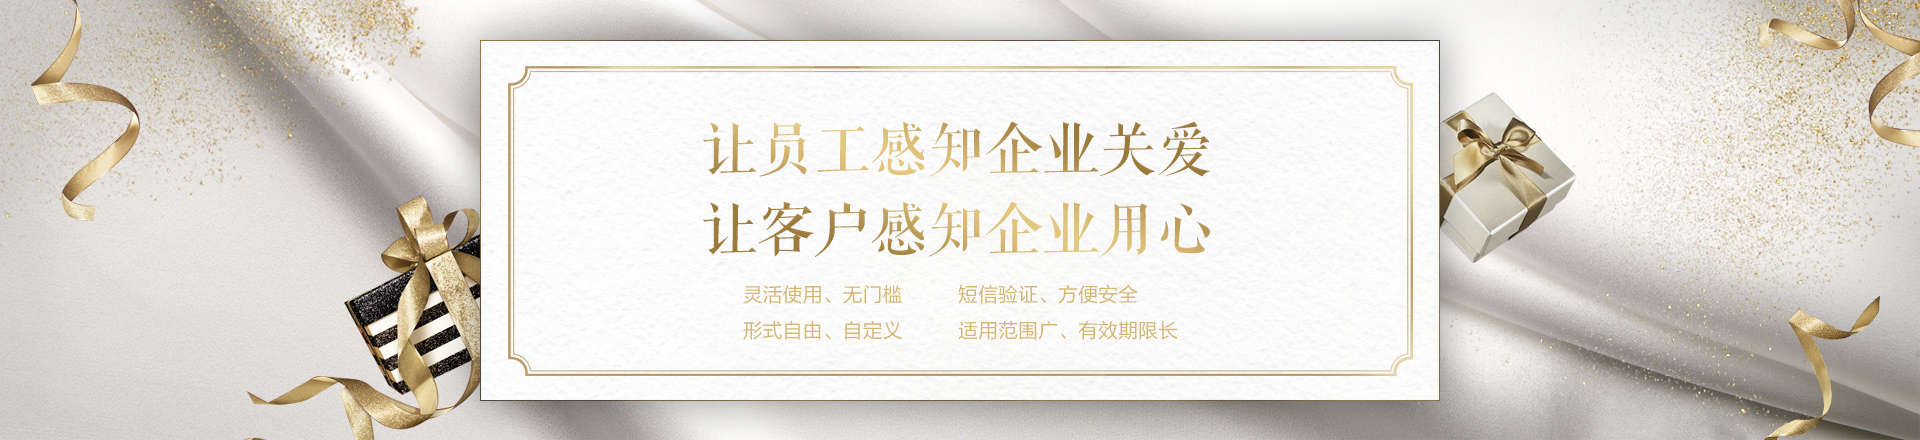 让员工感知企业关爱
让客户感知企业用心
灵活使用、无门槛 短信验证、方便安全
形式自由、自定义 适用范围广、有效期限长